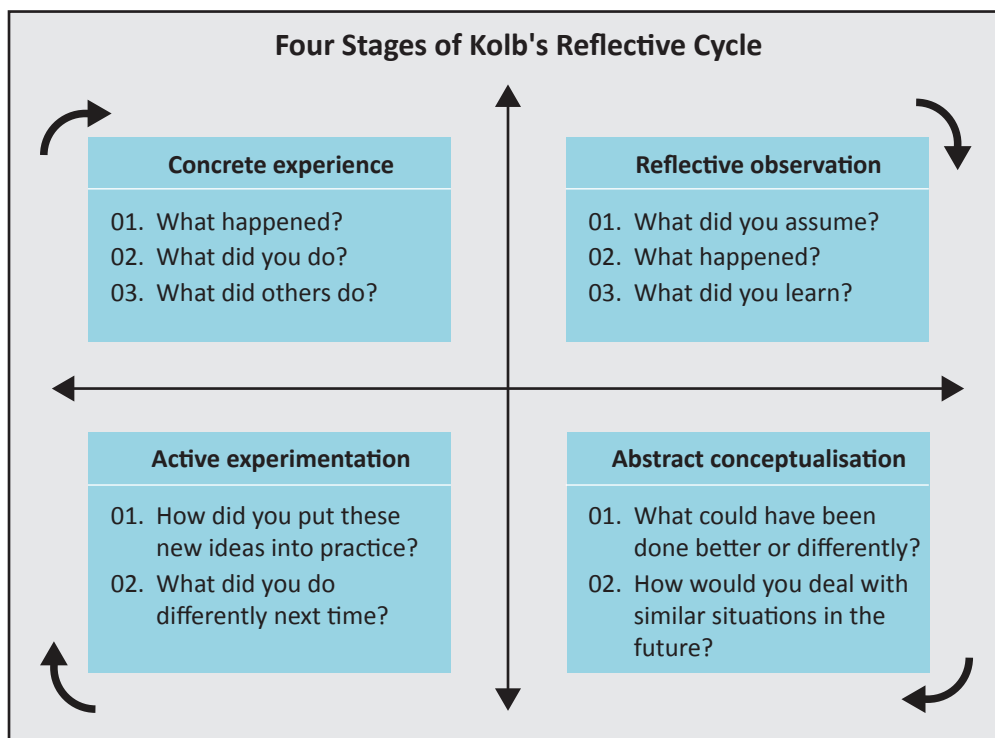 Four Stages of Kolb's Reflective Cycle
Concrete experience
01. What happened?
02. What did you do?
03. What did others do?
Reflective observation
01. What did you assume?
02. What happened?
03. What did you learn?
Active experimentation
01. How did you put these
new ideas into practice?
02. What did you do
differently next time?
Abstract conceptualisation
01. What could have been
done better or differently?
02. How would you deal with
similar situations in the
future?